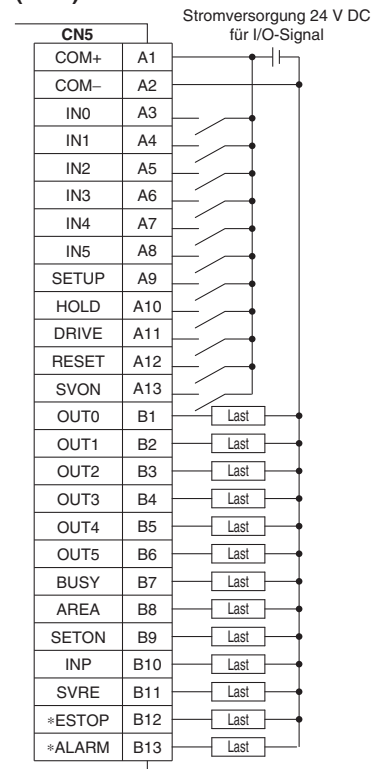 Stromversorgung 24 V DC
für I/O-Signal
CN5
COM+ A1
COM− A2
IN0 A3
IN1 A4
IN2 A5
IN3 A6
IN4 A7
IN5 A8
SETUP A9
HOLD A10
DRIVE A11
RESET A12
SVON A13
OUT0 B1 Last
OUT1 B2 Last
OUT2 B3 Last
OUT3 B4 Last
OUT4 B5 Last
OUT5 B6 Last
BUSY B7 Last
AREA B8 Last
SETON B9 Last
INP B10 Last
SVRE B11 Last
*ESTOP B12 Last
*ALARM B13 Last